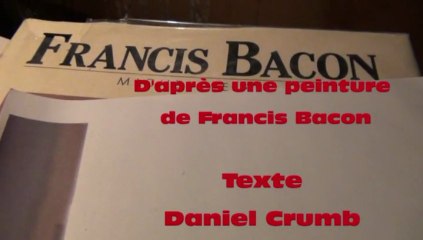 FRANCIS BACON
D'après une peinture
de Francis Bacon
Texte
Daniel Crumb